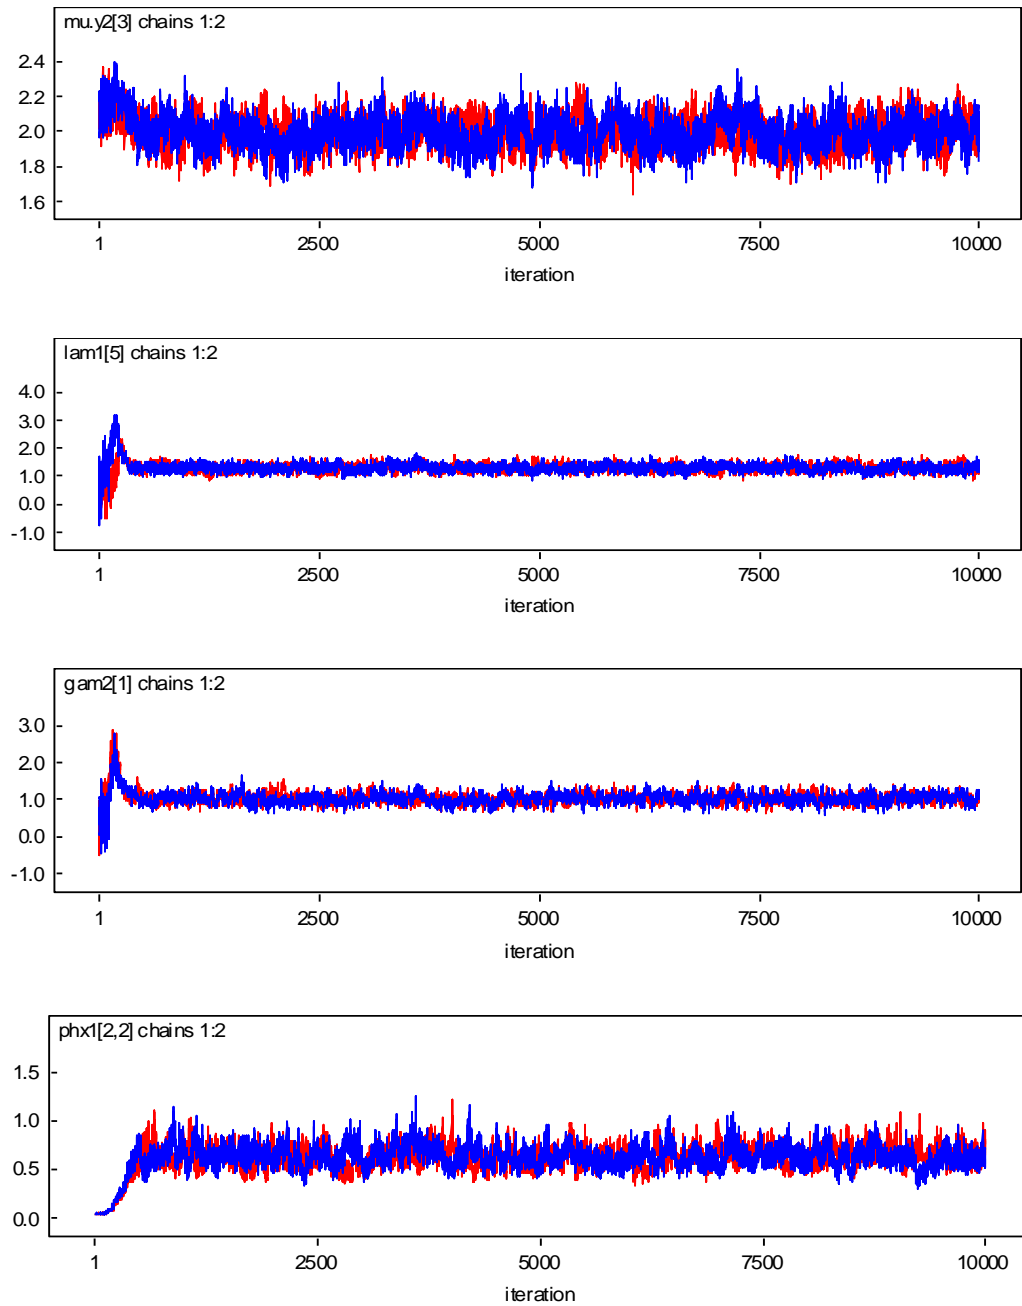 mu.y2[3] chains 1:2
2.4
2.2
2.0
1.8
1.6
1 2500 5000 7500 10000
iteration
lam1[5] chains 1:2
4.0
3.0
2.0
1.0
0.0
-1.0
1 2500 5000 7500 10000
iteration
gam2[1] chains 1:2
3.0
2.0
1.0
0.0
-1.0
1 2500 5000 7500 10000
iteration
phx1[2,2] chains 1:2
1.5
1.0
0.5
0.0
1 2500 5000 7500 10000
iteration